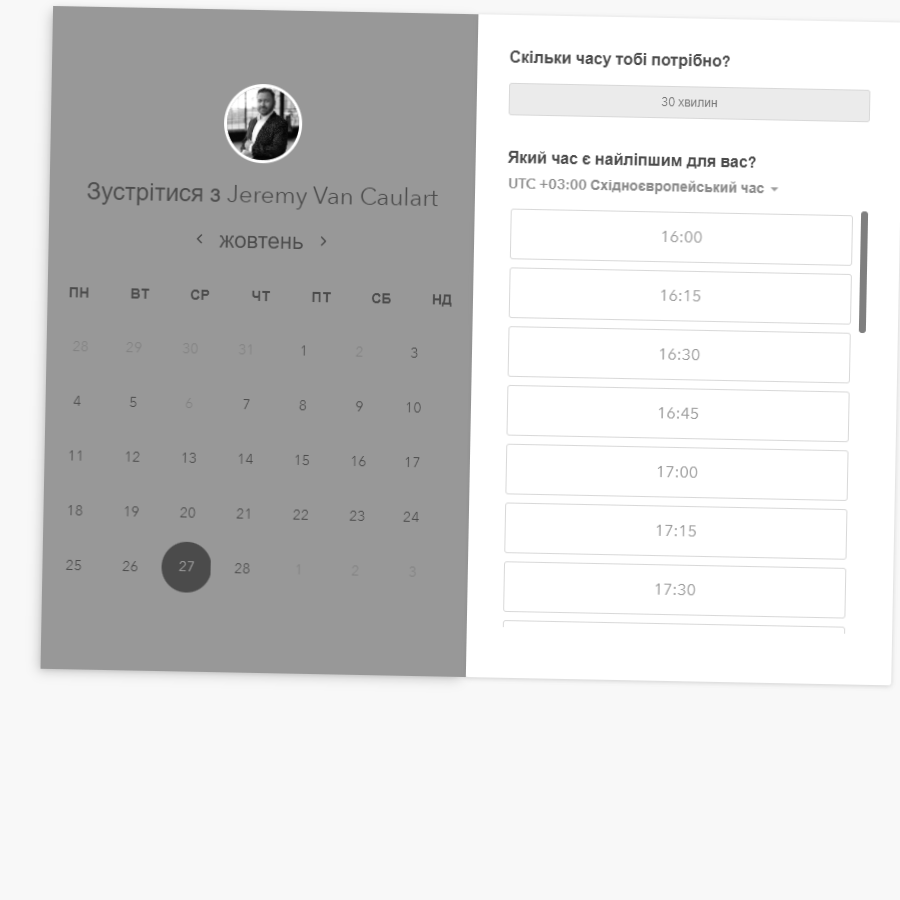 Зустрітися з Jeremy Van Caulart
жовтень
ПН ВТ СР ЧТ ПТ СБ НД
28 29 30 31 1 2 3
4 5 6 7 8 9 10
11 12 13 14 15 16 17
18 19 20 21 22 23 24
25 26 27 28 1 2 3
Скільки часу тобі потрібно?
30 хвилин
Який час є найліпшим для вас?
UTC +03:00 Східноєвропейський час
16:00
16:15
16:30
16:45
17:00
17:15
17:30